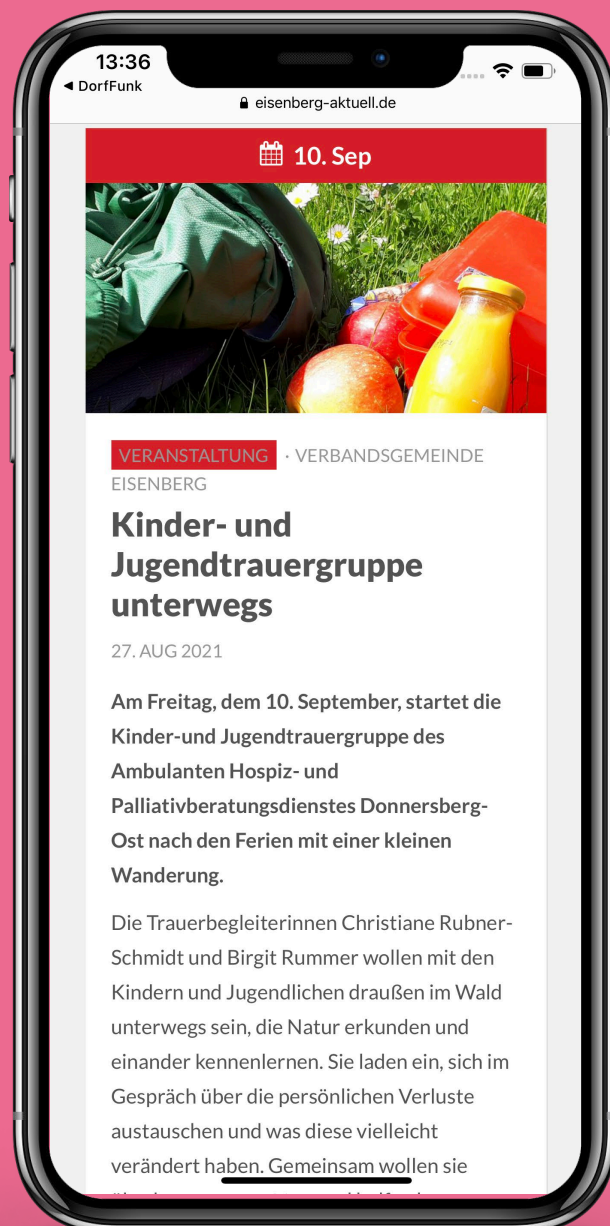 13:36
◀ DorfFunk
eisenberg-aktuell.de
10. Sep
VERANSTALTUNG · VERBANDSGEMEINDE
EISENBERG
Kinder- und
Jugendtrauergruppe
unterwegs
27. AUG 2021
Am Freitag, dem 10. September, startet die
Kinder-und Jugendtrauergruppe des
Ambulanten Hospiz- und
Palliativberatungsdienstes Donnersberg-
Ost nach den Ferien mit einer kleinen
Wanderung.
Die Trauerbegleiterinnen Christiane Rubner-
Schmidt und Birgit Rummer wollen mit den
Kindern und Jugendlichen draußen im Wald
unterwegs sein, die Natur erkunden und
einander kennenlernen. Sie laden ein, sich im
Gespräch über die persönlichen Verluste
austauschen und was diese vielleicht
verändert haben. Gemeinsam wollen sie